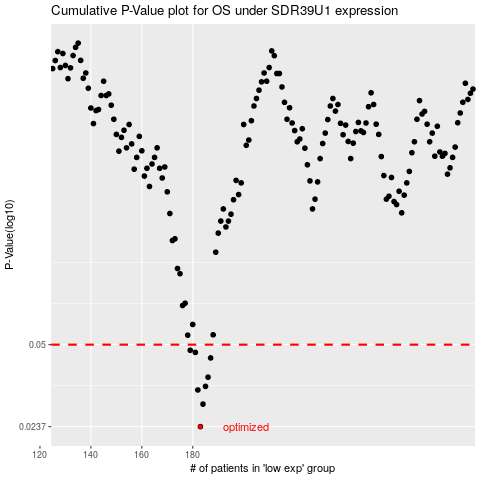 Cumulative P-Value plot for OS under SDR39U1 expression
P-Value(log10)
0.05
0.0237
optimized
120 140 160 180
# of patients in 'low exp' group